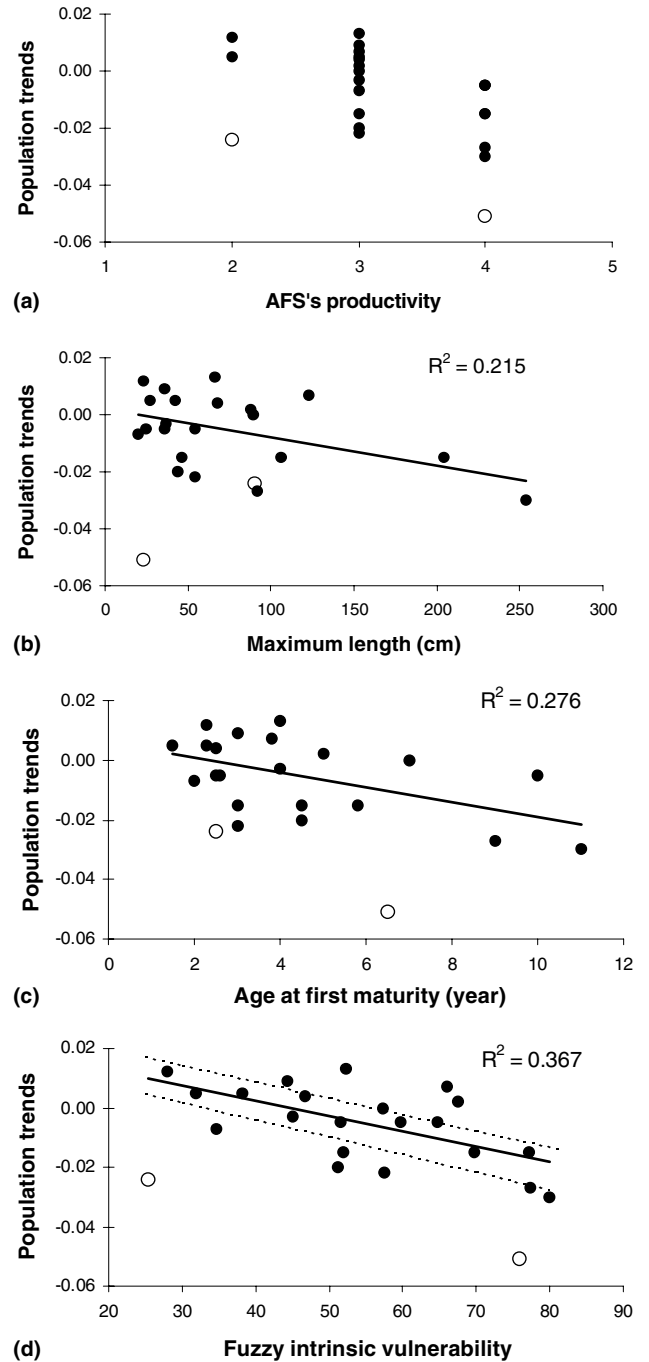 0.02
0.00
-0.02
-0.04
-0.06
Population trends
1 2 3 4 5
(a) AFS's productivity
R² = 0.215
0.02
0.00
-0.02
-0.04
-0.06
Population trends
0 50 100 150 200 250 300
(b) Maximum length (cm)
R² = 0.276
0.02
0.00
-0.02
-0.04
-0.06
Population trends
0 2 4 6 8 10 12
(c) Age at first maturity (year)
R² = 0.367
0.02
0.00
-0.02
-0.04
-0.06
Population trends
20 30 40 50 60 70 80 90
(d) Fuzzy intrinsic vulnerability